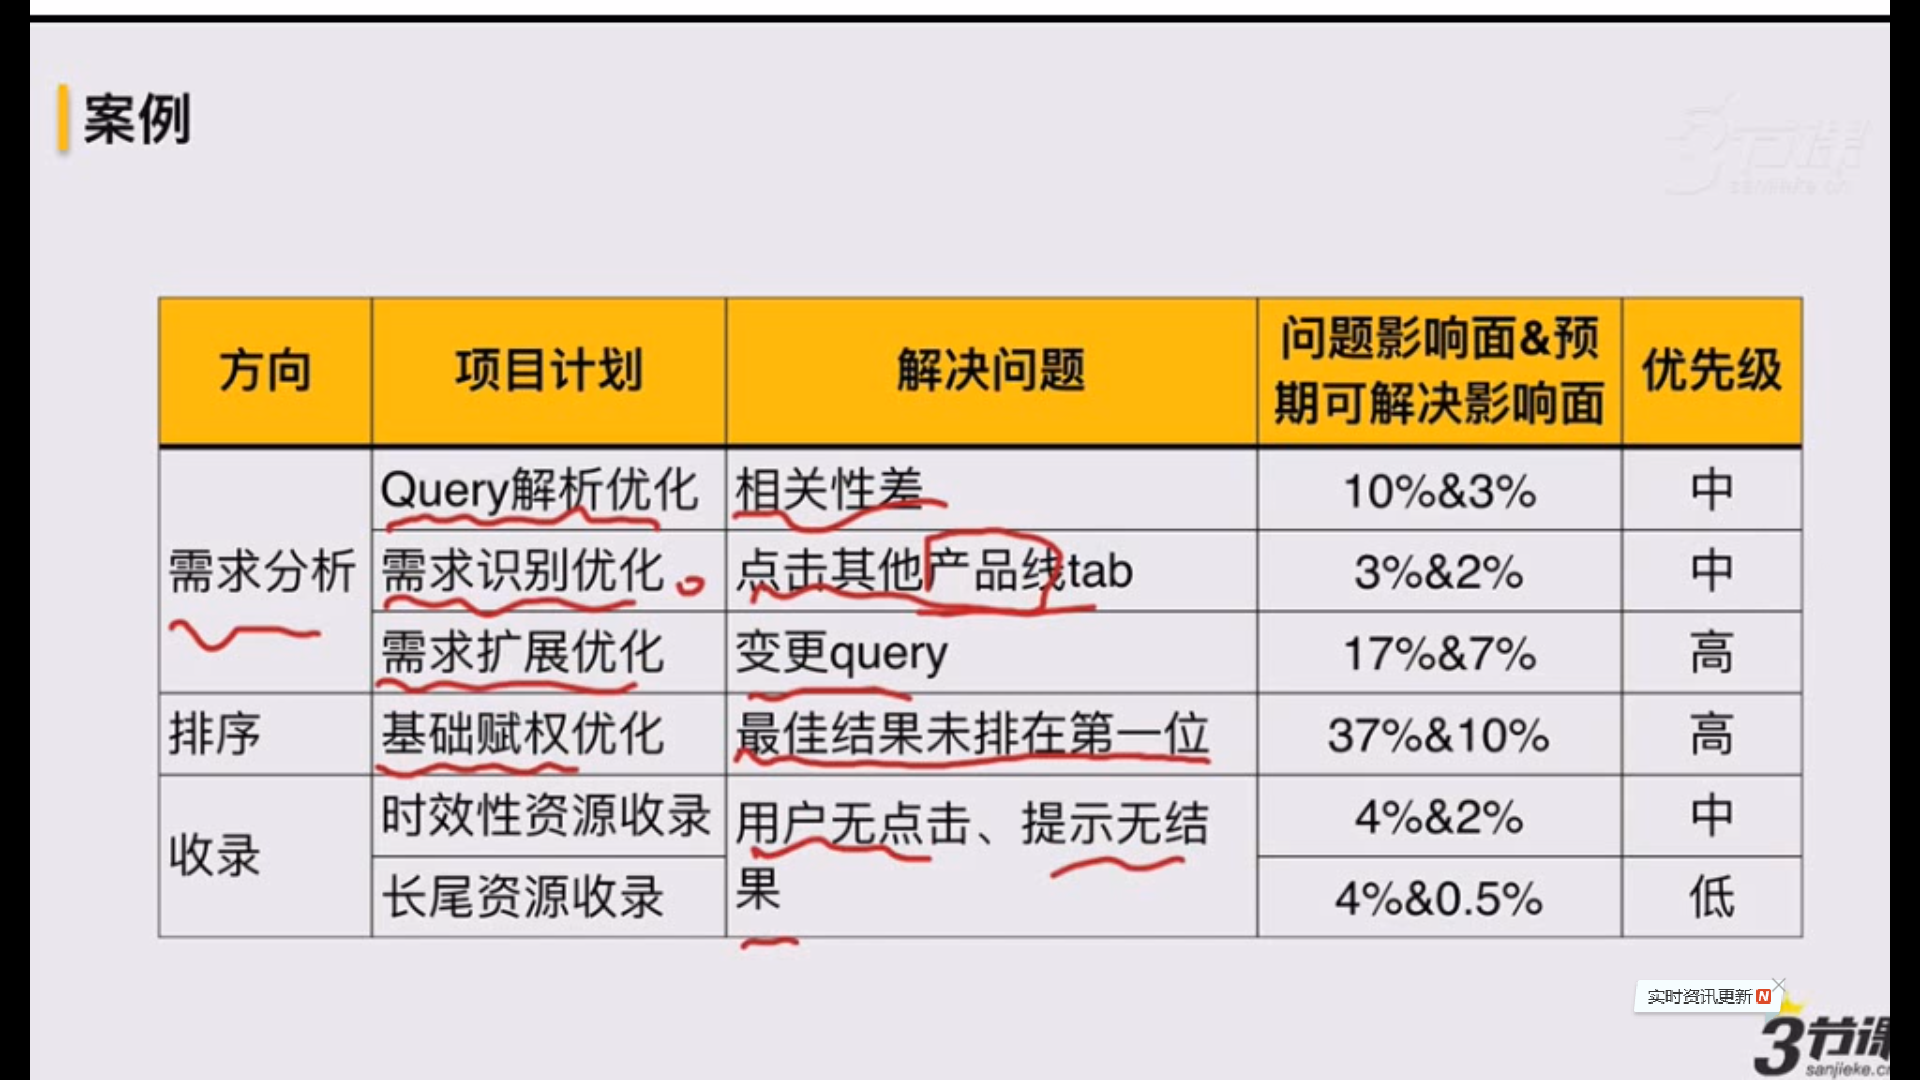 案例
3节课
sanjieke.cn
方向 项目计划 解决问题 问题影响面&预期可解决影响面 优先级
需求分析 Query解析优化 相关性差 10%&3% 中
需求识别优化 点击其他产品线tab 3%&2% 中
需求扩展优化 变更query 17%&7% 高
排序 基础赋权优化 最佳结果未排在第一位 37%&10% 高
收录 时效性资源收录 用户无点击、提示无结果 4%&2% 中
长尾资源收录 4%&0.5% 低
实时资讯更新 N
3节课
sanjieke.cn